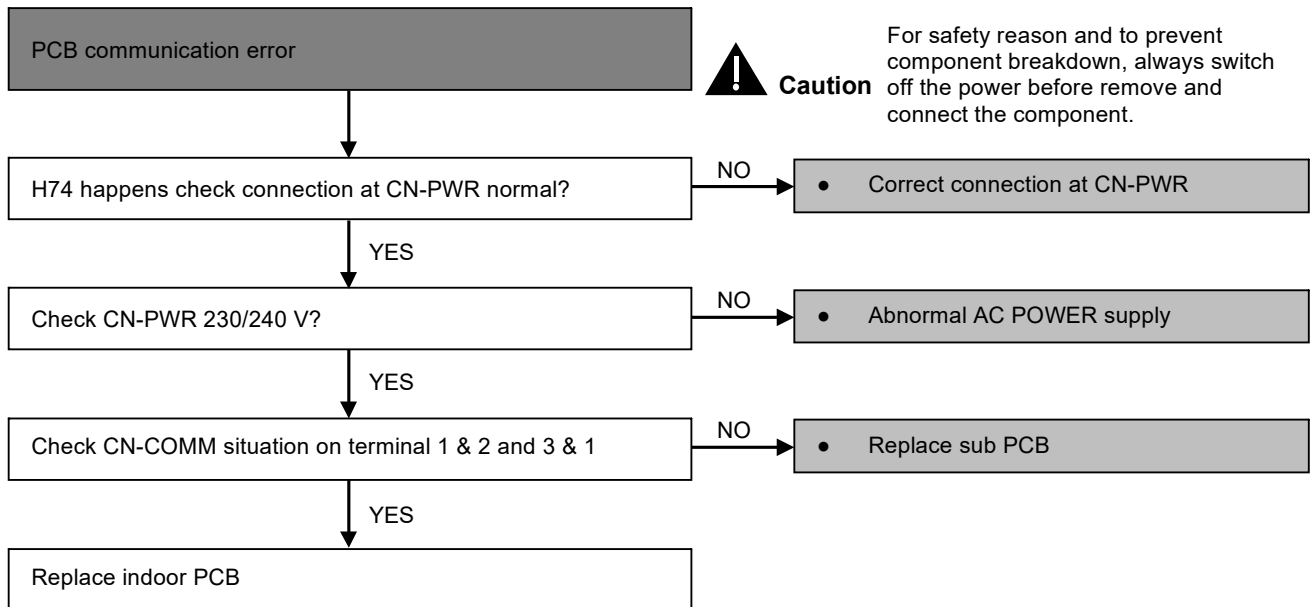 PCB communication error
Caution
For safety reason and to prevent
component breakdown, always switch
off the power before remove and
connect the component.
H74 happens check connection at CN-PWR normal?
NO
● Correct connection at CN-PWR
YES
Check CN-PWR 230/240 V?
NO
● Abnormal AC POWER supply
YES
Check CN-COMM situation on terminal 1 & 2 and 3 & 1
NO
● Replace sub PCB
YES
Replace indoor PCB